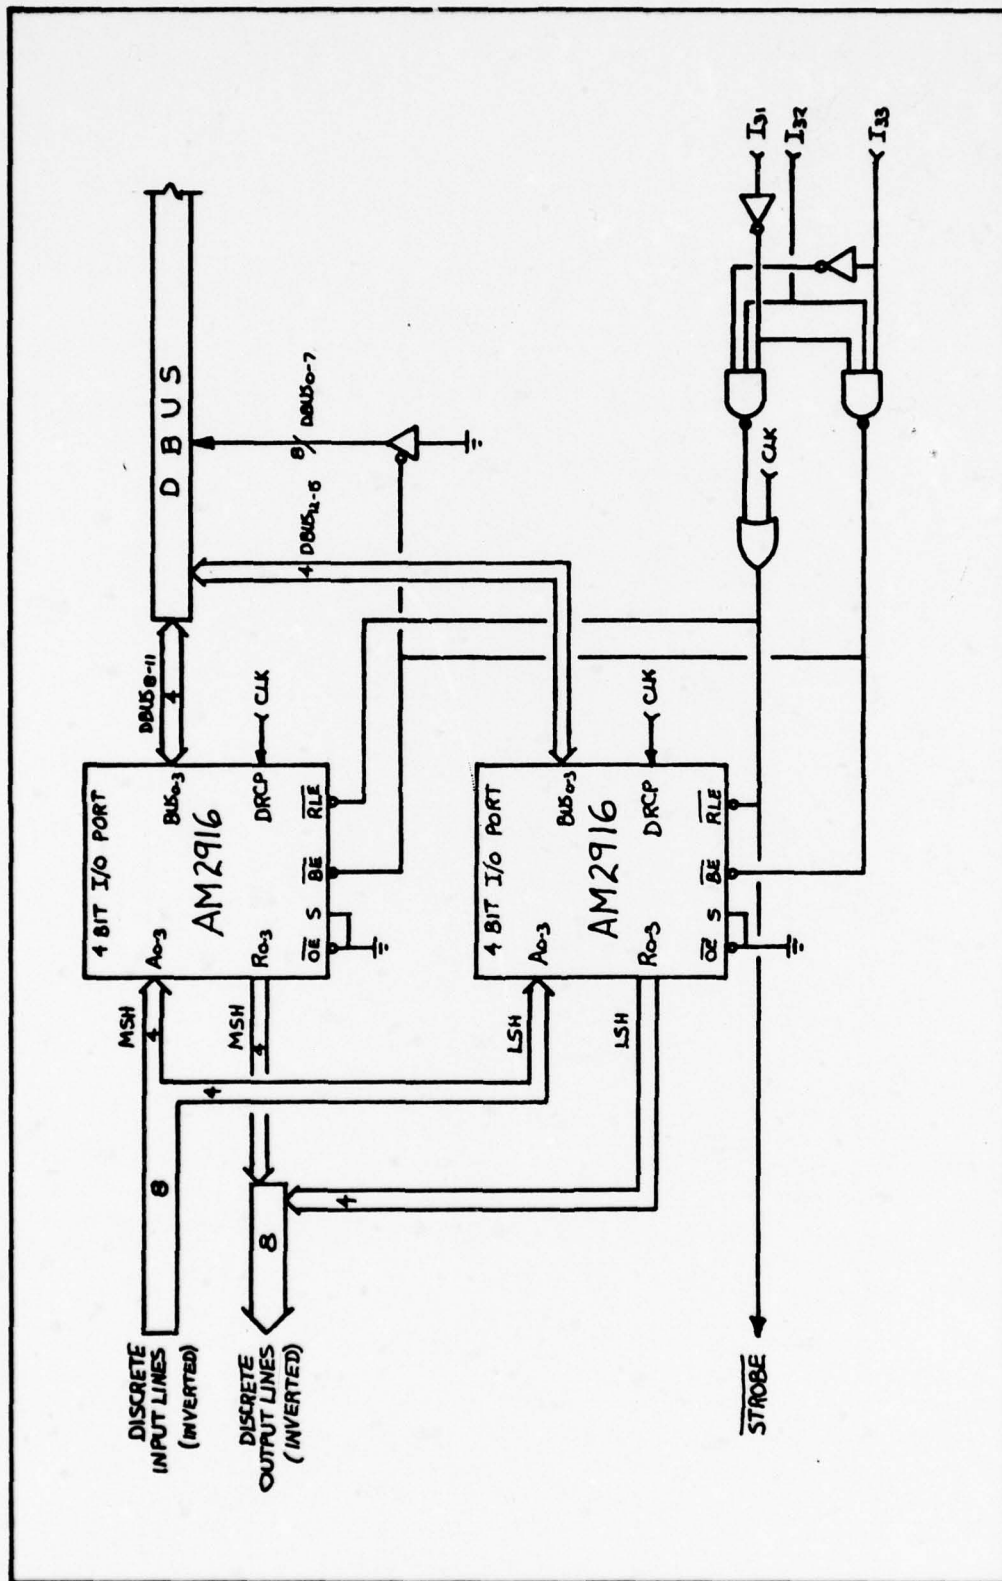 DISCRETE
INPUT LINES
(INVERTED)
8
MSH
4
4
DISCRETE
OUTPUT LINES
(INVERTED)
8
MSH
4
4
4 BIT I/O PORT
A0-3
BUS0-3
AM2916
R0-3
DRCP
OE S BE RLE
CLK
DBUS8-11
4
DBUS
4 DBUS12-15
8 DBUS0-7
LSH
LSH
4 BIT I/O PORT
A0-3
BUS0-3
AM2916
R0-3
DRCP
OE S BE RLE
CLK
STROBE
CLK
I31
I32
I33